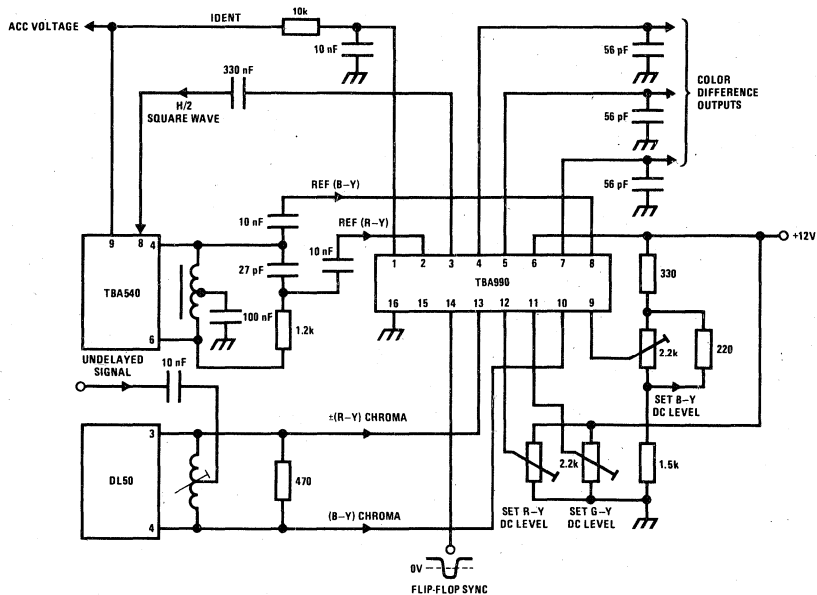 ACC VOLTAGE
IDENT
10k
10 nF
56 pF
COLOR
DIFFERENCE
OUTPUTS
330 nF
H/2
SQUARE WAVE
56 pF
56 pF
REF (B–Y)
10 nF
REF (R–Y)
10 nF
27 pF
+12V
9 8 4
TBA540
6
100 nF
1.2k
1 2 3 4 5 6 7 8
TBA990
16 15 14 13 12 11 10 9
330
2.2k
220
SET B–Y
DC LEVEL
UNDELAYED
SIGNAL
10 nF
±(R–Y) CHROMA
3
DL50
4
470
(B–Y) CHROMA
2.2k
1.5k
SET R–Y
DC LEVEL
SET G–Y
DC LEVEL
0V
FLIP-FLOP SYNC